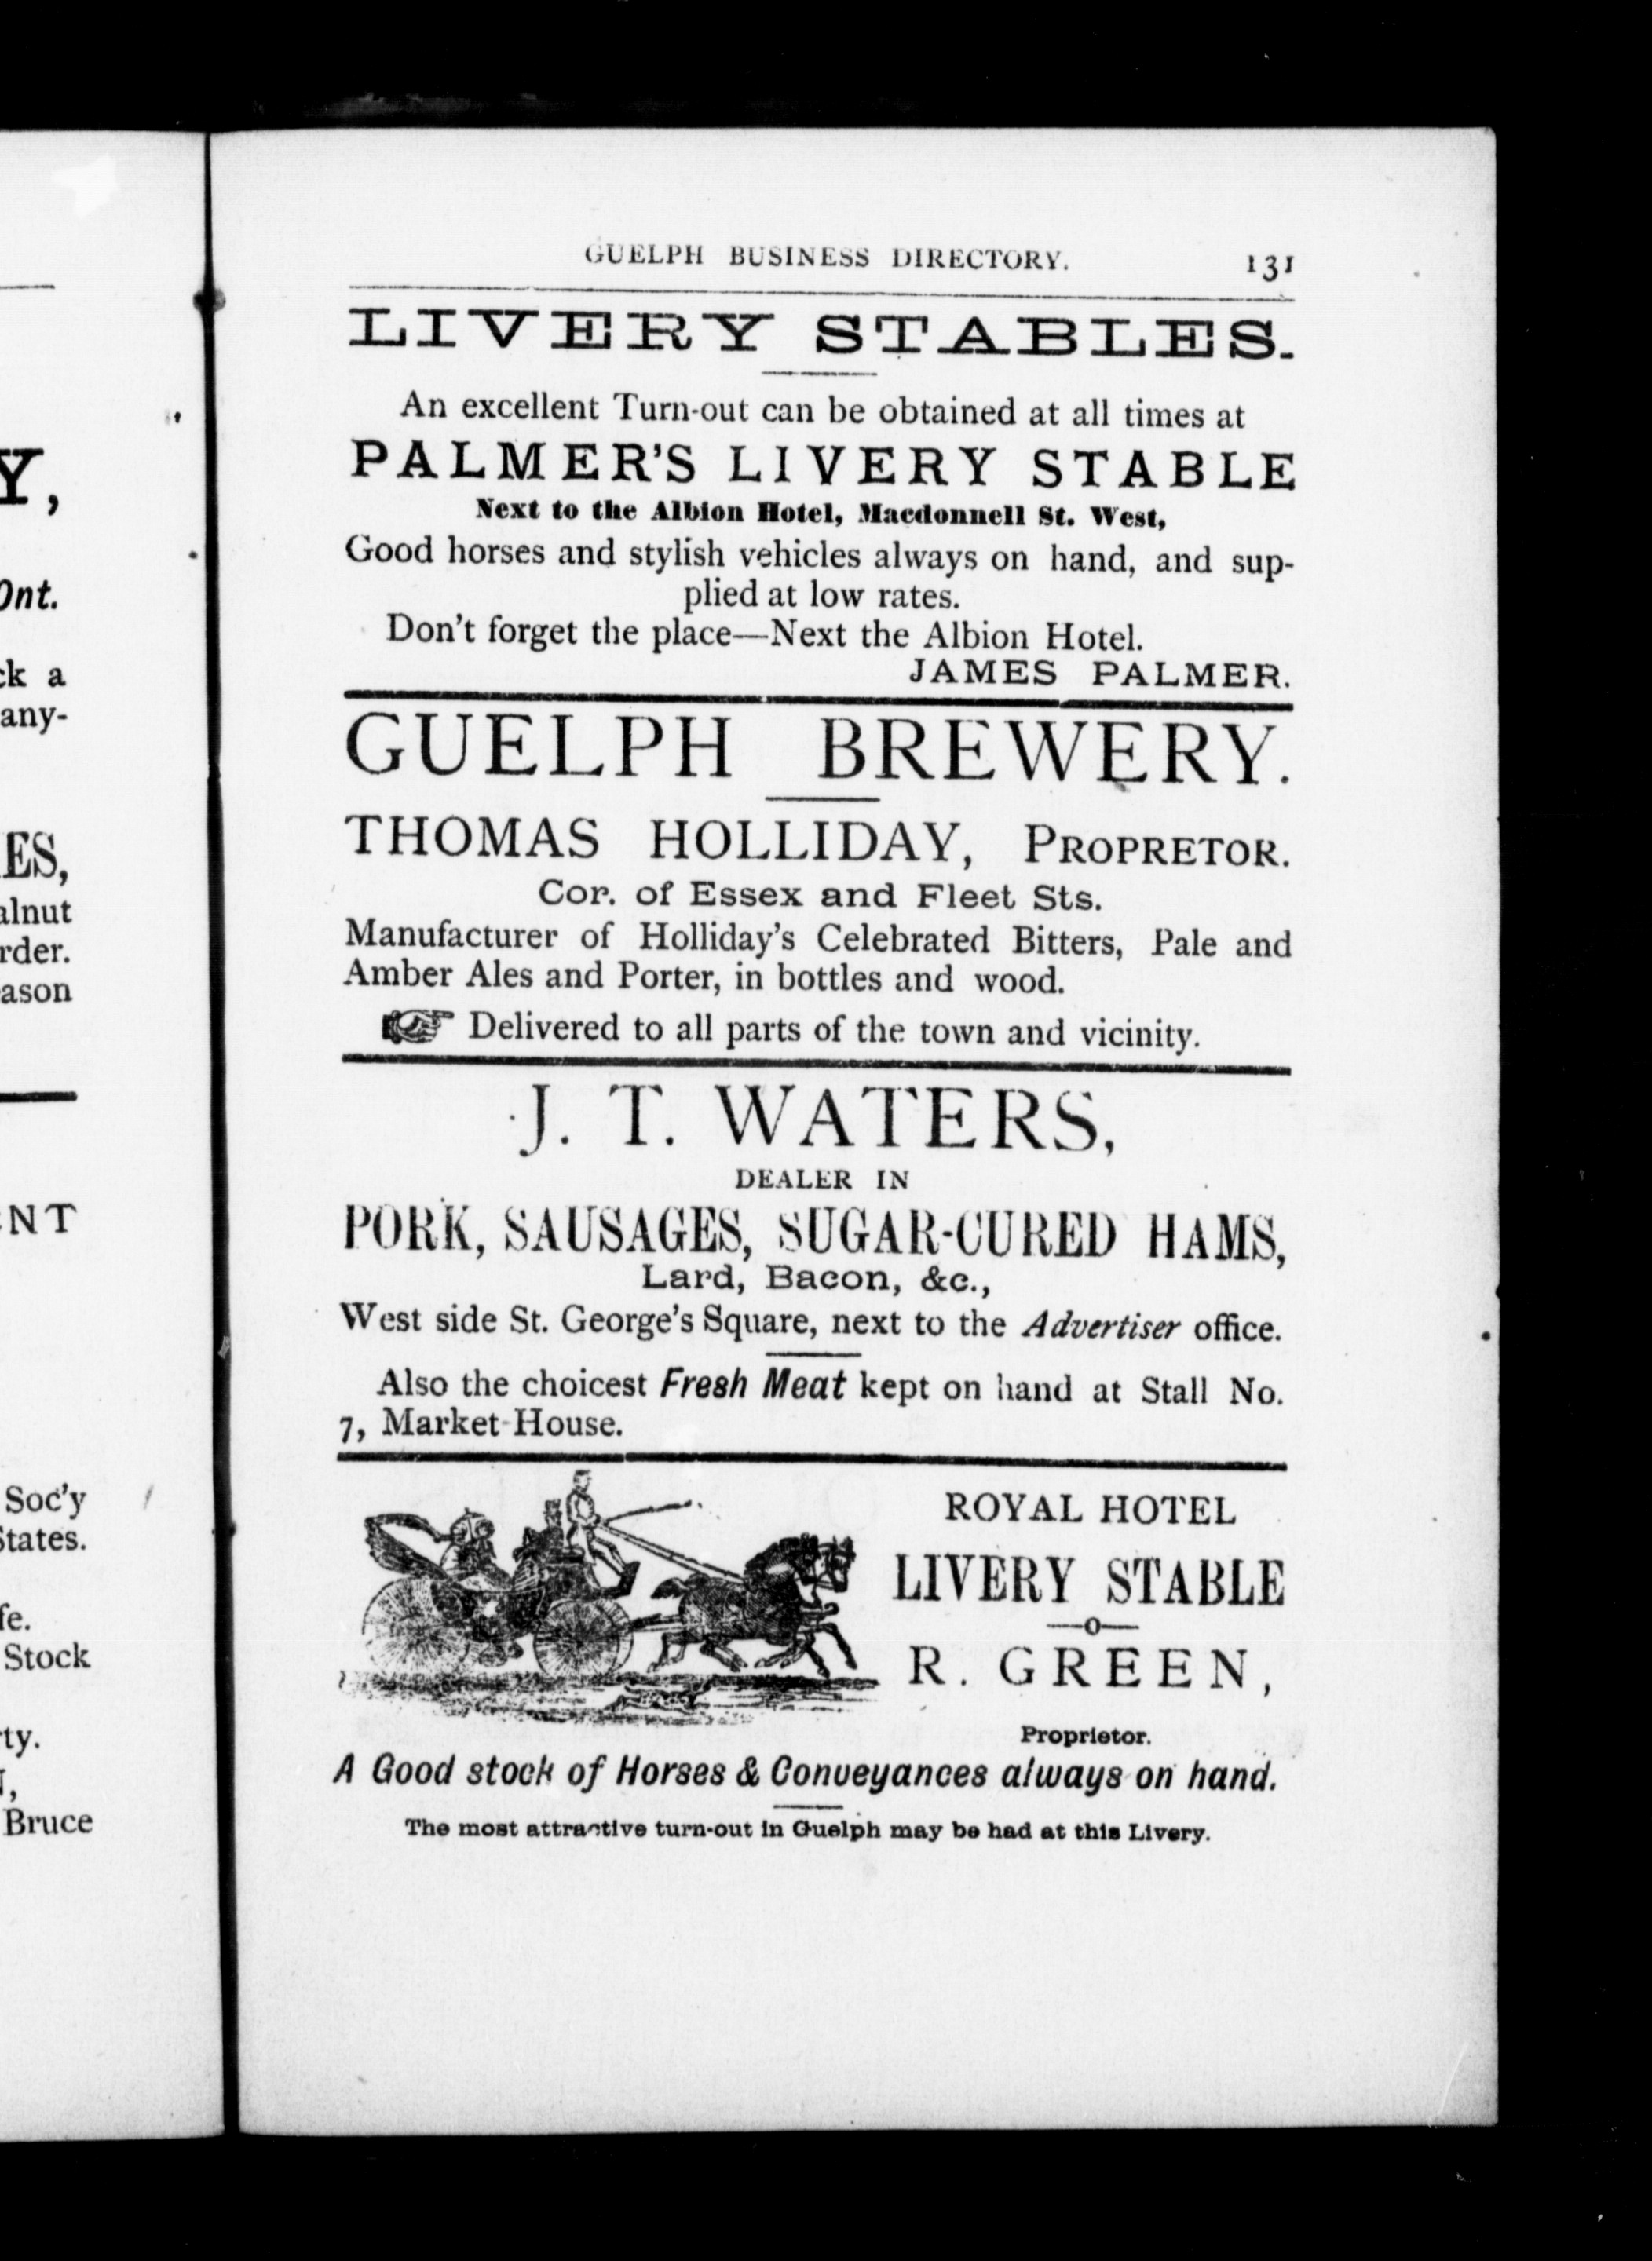 Y,
Ont.
ck a
any-
ES,
alnut
rder.
ason
NT
Soc'y
States.
fe.
Stock
ty.
Bruce
GUELPH BUSINESS DIRECTORY. 131
LIVERY STABLES.
An excellent Turn-out can be obtained at all times at
PALMER'S LIVERY STABLE
Next to the Albion Hotel, Macdonnell St. West,
Good horses and stylish vehicles always on hand, and sup-
plied at low rates.
Don't forget the place—Next the Albion Hotel.
JAMES PALMER.
GUELPH BREWERY.
THOMAS HOLLIDAY, PROPRETOR.
Cor. of Essex and Fleet Sts.
Manufacturer of Holliday's Celebrated Bitters, Pale and
Amber Ales and Porter, in bottles and wood.
☞ Delivered to all parts of the town and vicinity.
J. T. WATERS,
DEALER IN
PORK, SAUSAGES, SUGAR-CURED HAMS,
Lard, Bacon, &c.,
West side St. George's Square, next to the Advertiser office.
Also the choicest Fresh Meat kept on hand at Stall No.
7, Market House.
ROYAL HOTEL
LIVERY STABLE
—o—
R. GREEN,
Proprietor.
A Good stock of Horses & Conveyances always on hand.
The most attractive turn-out in Guelph may be had at this Livery.